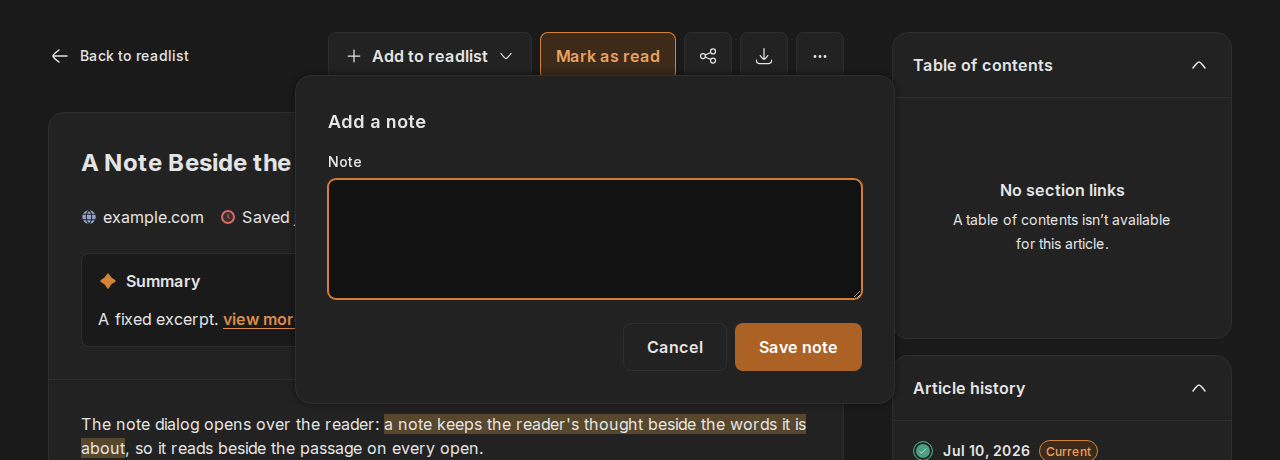 Back to readlist
Add to readlist
Mark as read
Table of contents
Add a note
Note
A Note Beside the
example.com
Saved
No section links
A table of contents isn’t available
for this article.
Summary
A fixed excerpt. view mor
Cancel
Save note
Article history
The note dialog opens over the reader: a note keeps the reader's thought beside the words it is
about, so it reads beside the passage on every open.
Jul 10, 2026
Current